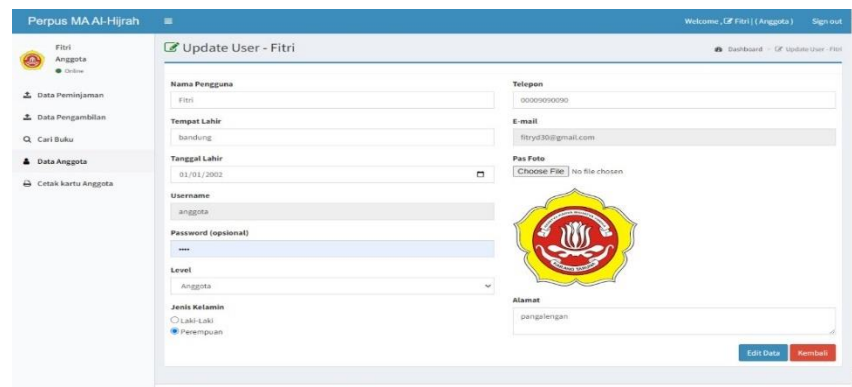 Perpus MA Al-Hijrah
Welcome , Fitri | ( Anggota ) Sign out
Fitri
Anggota
Online
Data Peminjaman
Data Pengambilan
Cari Buku
Data Anggota
Cetak kartu Anggota
Update User - Fitri
Dashboard - Update User - Fitri
Nama Pengguna
Fitri
Tempat Lahir
bandung
Tanggal Lahir
01/01/2002
Username
anggota
Password (opsional)
••••
Level
Anggota
Jenis Kelamin
Laki-Laki
Perempuan
Telepon
00009090090
E-mail
fitryd30@gmail.com
Pas Foto
Choose File No file chosen
KARANG TARUNA
Alamat
pangalengan
Edit Data Kembali